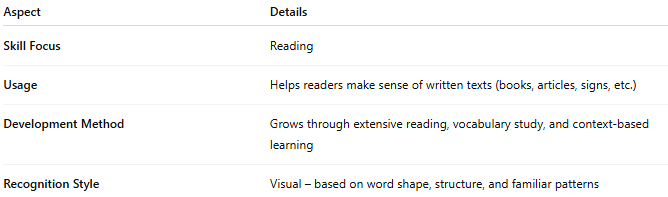 Aspect Details
Skill Focus Reading
Usage Helps readers make sense of written texts (books, articles, signs, etc.)
Development Method Grows through extensive reading, vocabulary study, and context-based
learning
Recognition Style Visual – based on word shape, structure, and familiar patterns